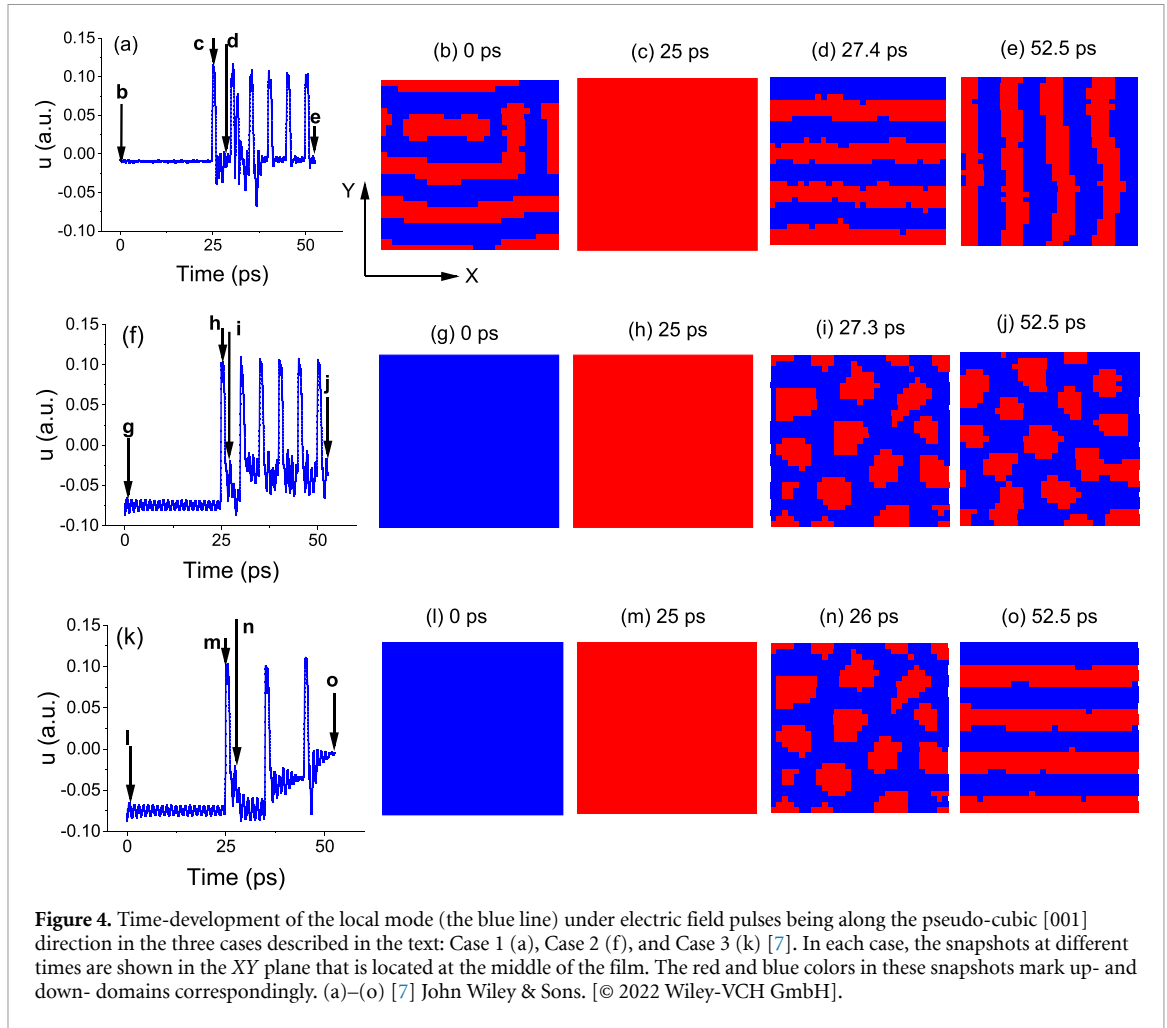 (a)
0.15
0.10
0.05
0.00
-0.05
-0.10
u (a.u.)
b
c
d
e
0
25
50
Time (ps)
Y
X
(b) 0 ps
(c) 25 ps
(d) 27.4 ps
(e) 52.5 ps
(f)
0.15
0.10
0.05
0.00
-0.05
-0.10
u (a.u.)
g
h
i
j
0
25
50
Time (ps)
(g) 0 ps
(h) 25 ps
(i) 27.3 ps
(j) 52.5 ps
(k)
0.15
0.10
0.05
0.00
-0.05
-0.10
u (a.u.)
l
m
n
o
0
25
50
Time (ps)
(l) 0 ps
(m) 25 ps
(n) 26 ps
(o) 52.5 ps
Figure 4. Time-development of the local mode (the blue line) under electric field pulses being along the pseudo-cubic [001]
direction in the three cases described in the text: Case 1 (a), Case 2 (f), and Case 3 (k) [7]. In each case, the snapshots at different
times are shown in the XY plane that is located at the middle of the film. The red and blue colors in these snapshots mark up- and
down- domains correspondingly. (a)–(o) [7] John Wiley & Sons. [© 2022 Wiley-VCH GmbH].